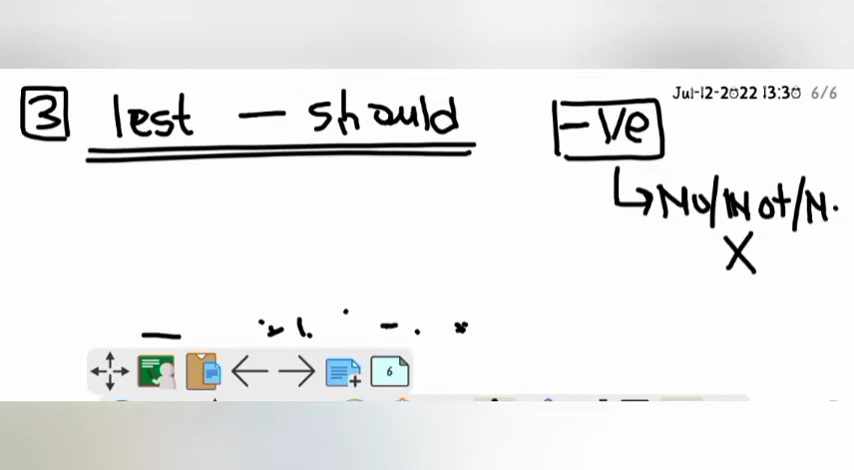 3 lest — should
-ve
Jul-12-2022 13:30 6/6
↳ No/Not/N.
X
6